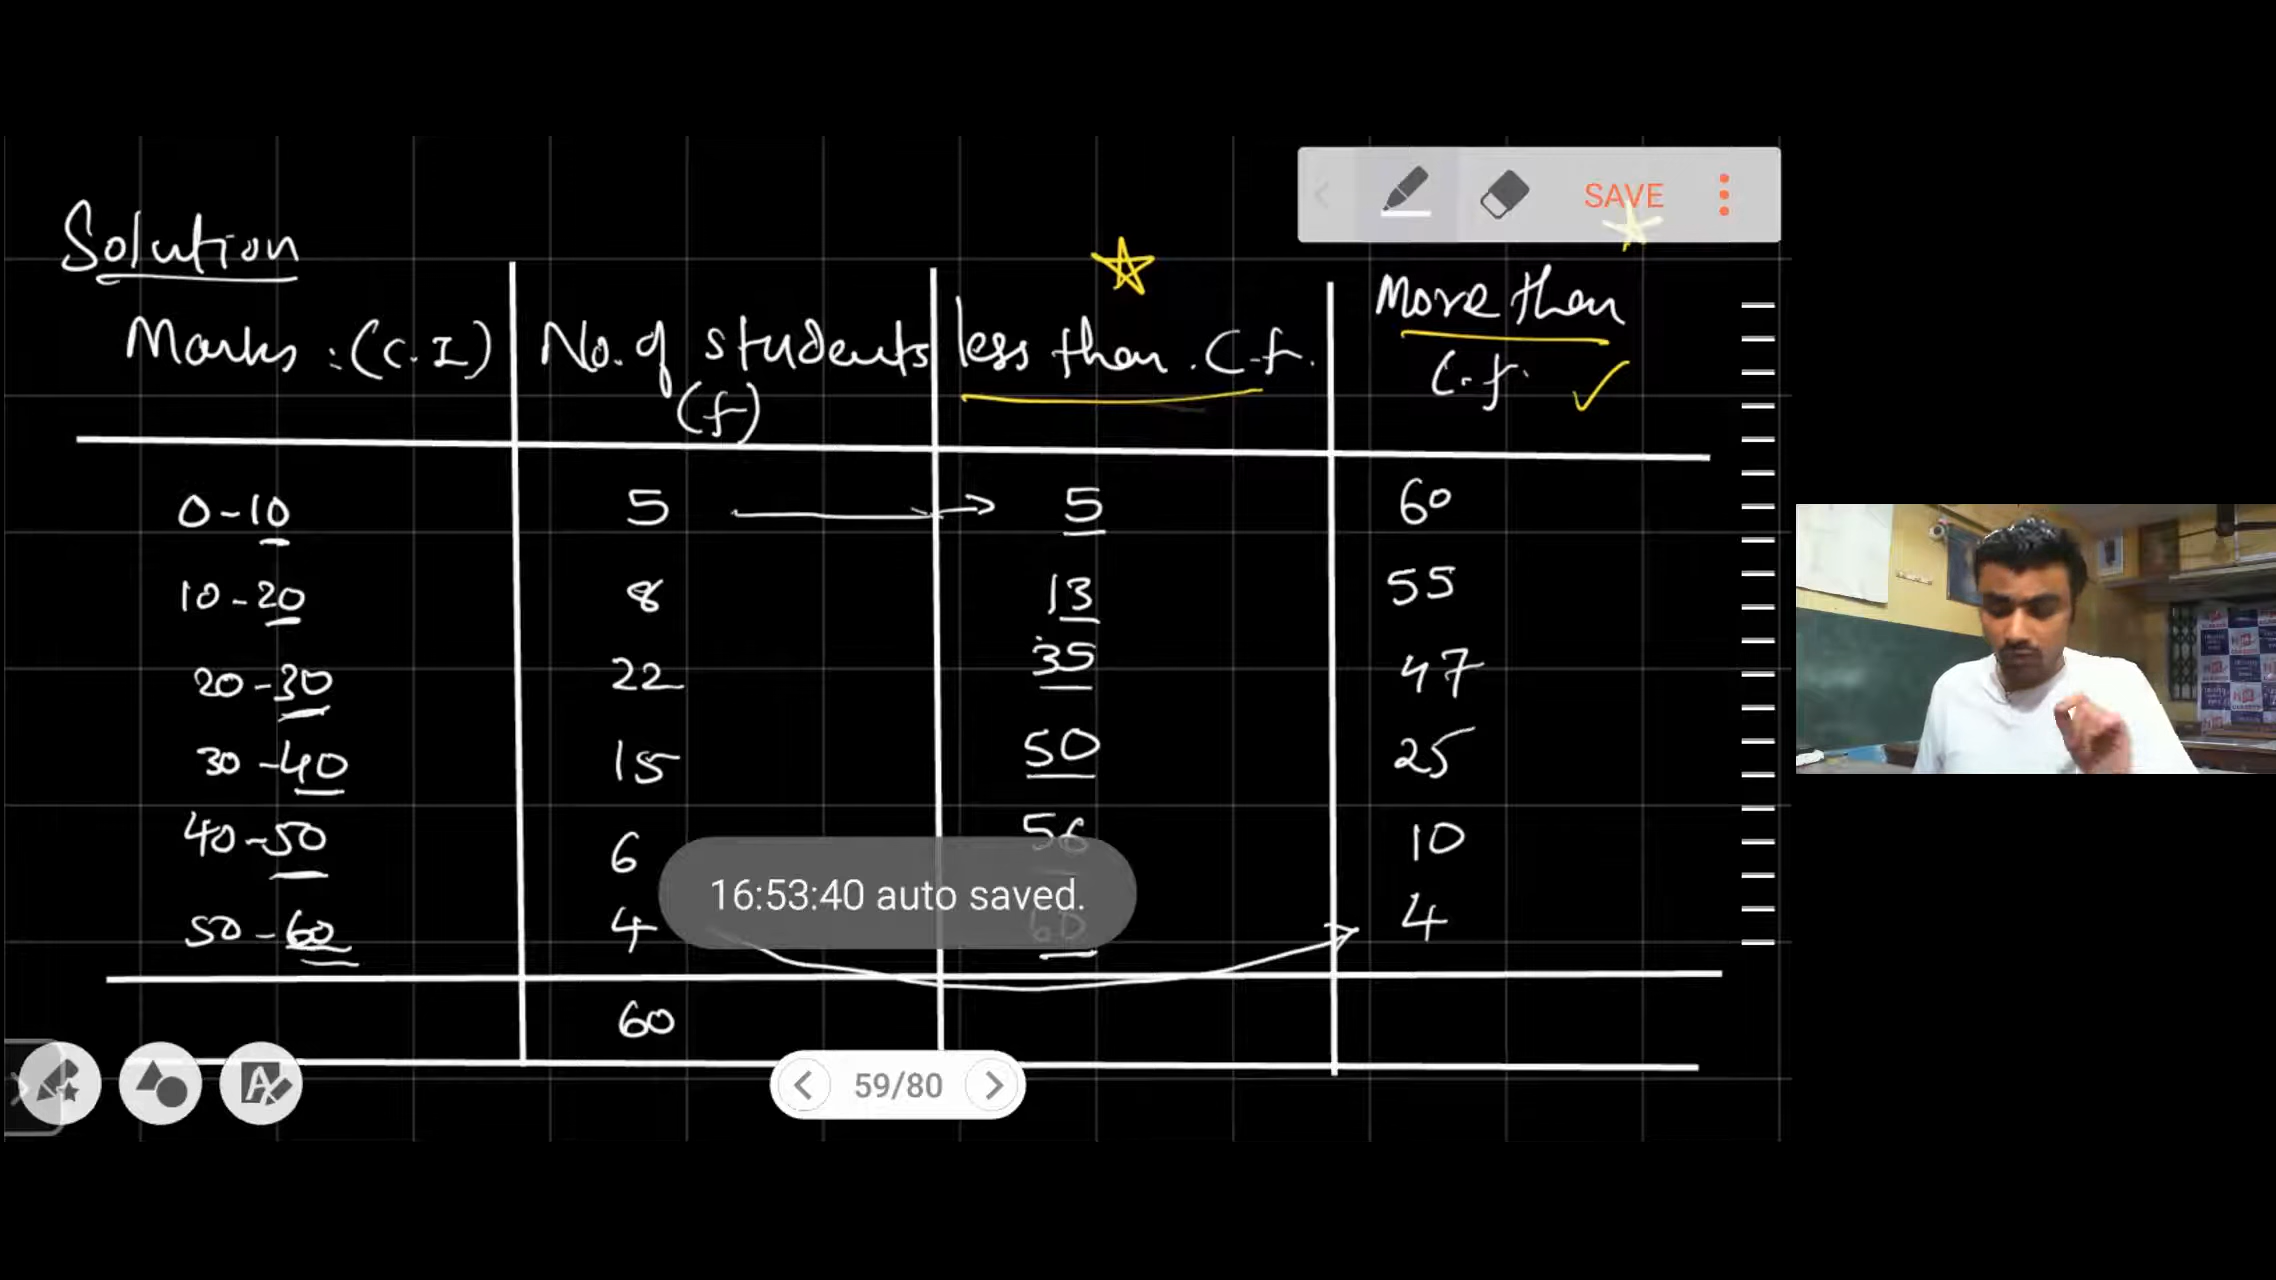 SAVE
Solution
Marks :(C.I) No. of students (f) less than . C.f. More than C.f. ✓
0-10 5 5 60
10-20 8 13 55
20-30 22 35 47
30-40 15 50 25
40-50 6 56 10
50-60 4 60 4
16:53:40 auto saved.
60
59/80